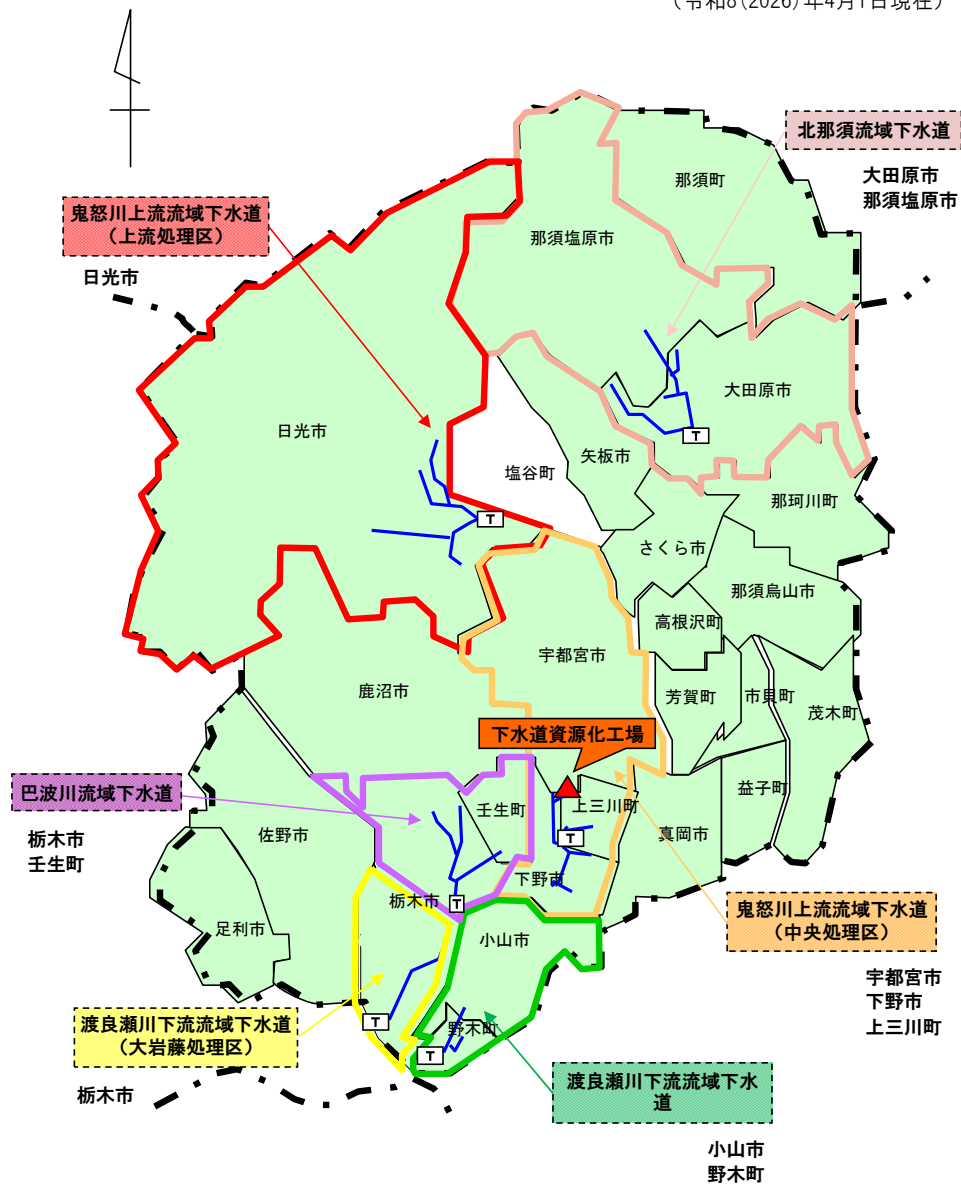 （令和8(2026)年4月1日現在）
北那須流域下水道
大田原市
那須塩原市
那須町
鬼怒川上流流域下水道
（上流処理区）
日光市
那須塩原市
大田原市
日光市
矢板市
塩谷町
T
那珂川町
T
さくら市
那須烏山市
高根沢町
宇都宮市
鹿沼市
芳賀町
市貝町
茂木町
下水道資源化工場
益子町
巴波川流域下水道
栃木市
壬生町
壬生町
上三川町
佐野市
真岡市
T
下野市
栃木市
T
鬼怒川上流流域下水道
（中央処理区）
宇都宮市
下野市
上三川町
足利市
小山市
渡良瀬川下流流域下水道
（大岩藤処理区）
栃木市
T
野木町
T
渡良瀬川下流流域下水
道
小山市
野木町